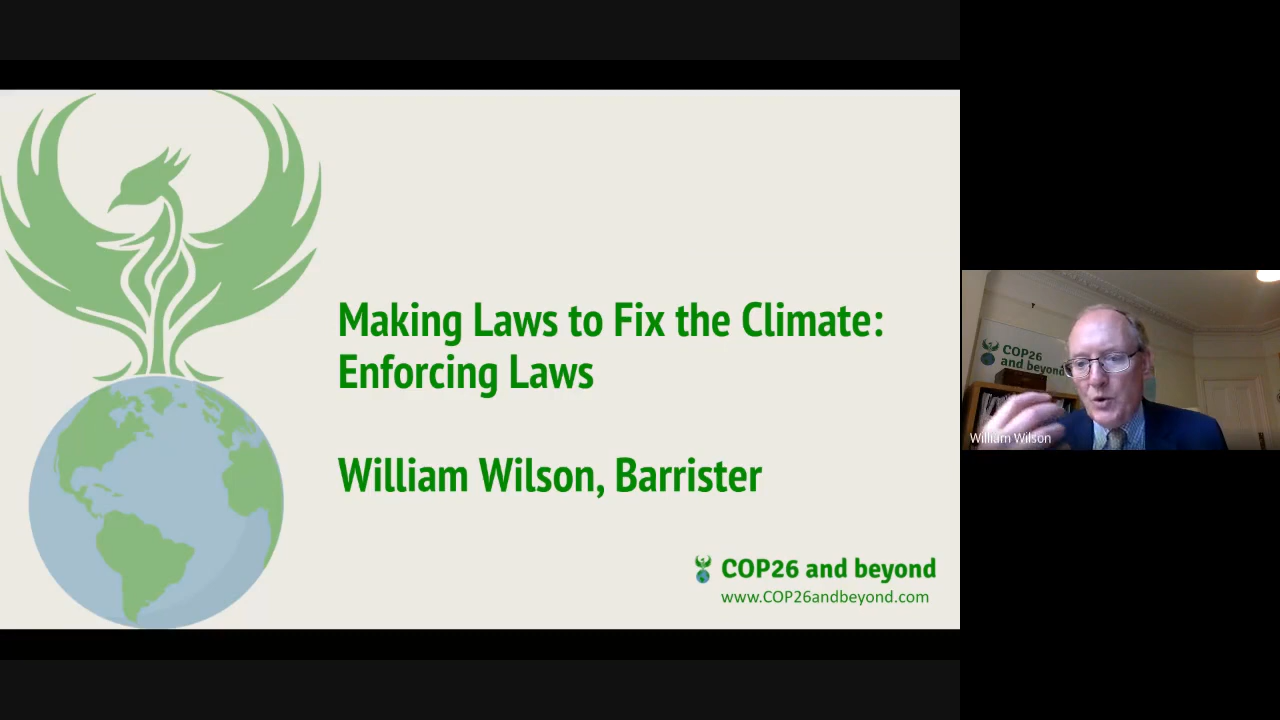 Making Laws to Fix the Climate:
Enforcing Laws
William Wilson, Barrister
COP26 and beyond
www.COP26andbeyond.com
COP26
and beyond
William Wilson